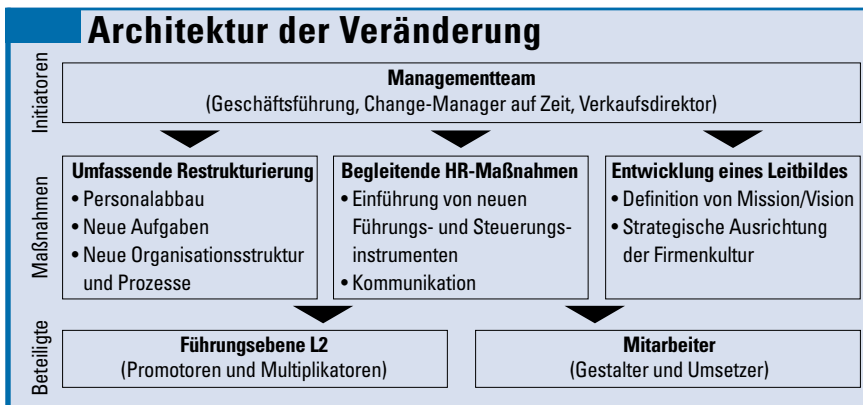 Architektur der Veränderung
Initiatoren
Managementteam
(Geschäftsführung, Change-Manager auf Zeit, Verkaufsdirektor)
Maßnahmen
Umfassende Restrukturierung
• Personalabbau
• Neue Aufgaben
• Neue Organisationsstruktur
und Prozesse
Begleitende HR-Maßnahmen
• Einführung von neuen
Führungs- und Steuerungs-
instrumenten
• Kommunikation
Entwicklung eines Leitbildes
• Definition von Mission/Vision
• Strategische Ausrichtung
der Firmenkultur
Beteiligte
Führungsebene L2
(Promotoren und Multiplikatoren)
Mitarbeiter
(Gestalter und Umsetzer)